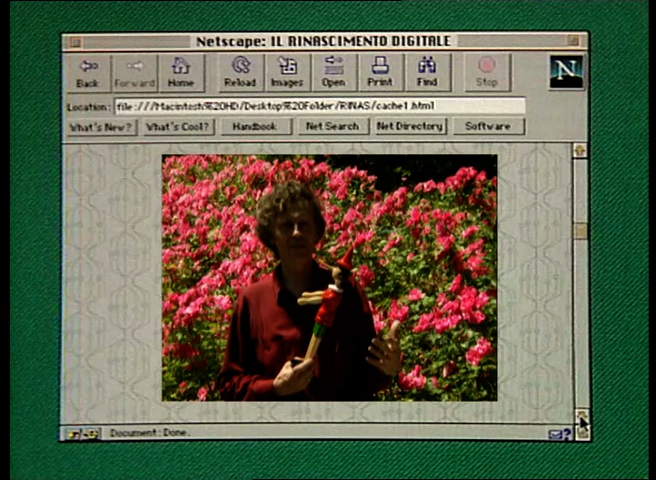 Netscape: IL RINASCIMENTO DIGITALE
Back Forward Home Reload Images Open Print Find Stop
N
Location: file:///Macintosh%20HD/Desktop%20Folder/RINAS/cache1.html
What's New? What's Cool? Handbook Net Search Net Directory Software
Document: Done.
?